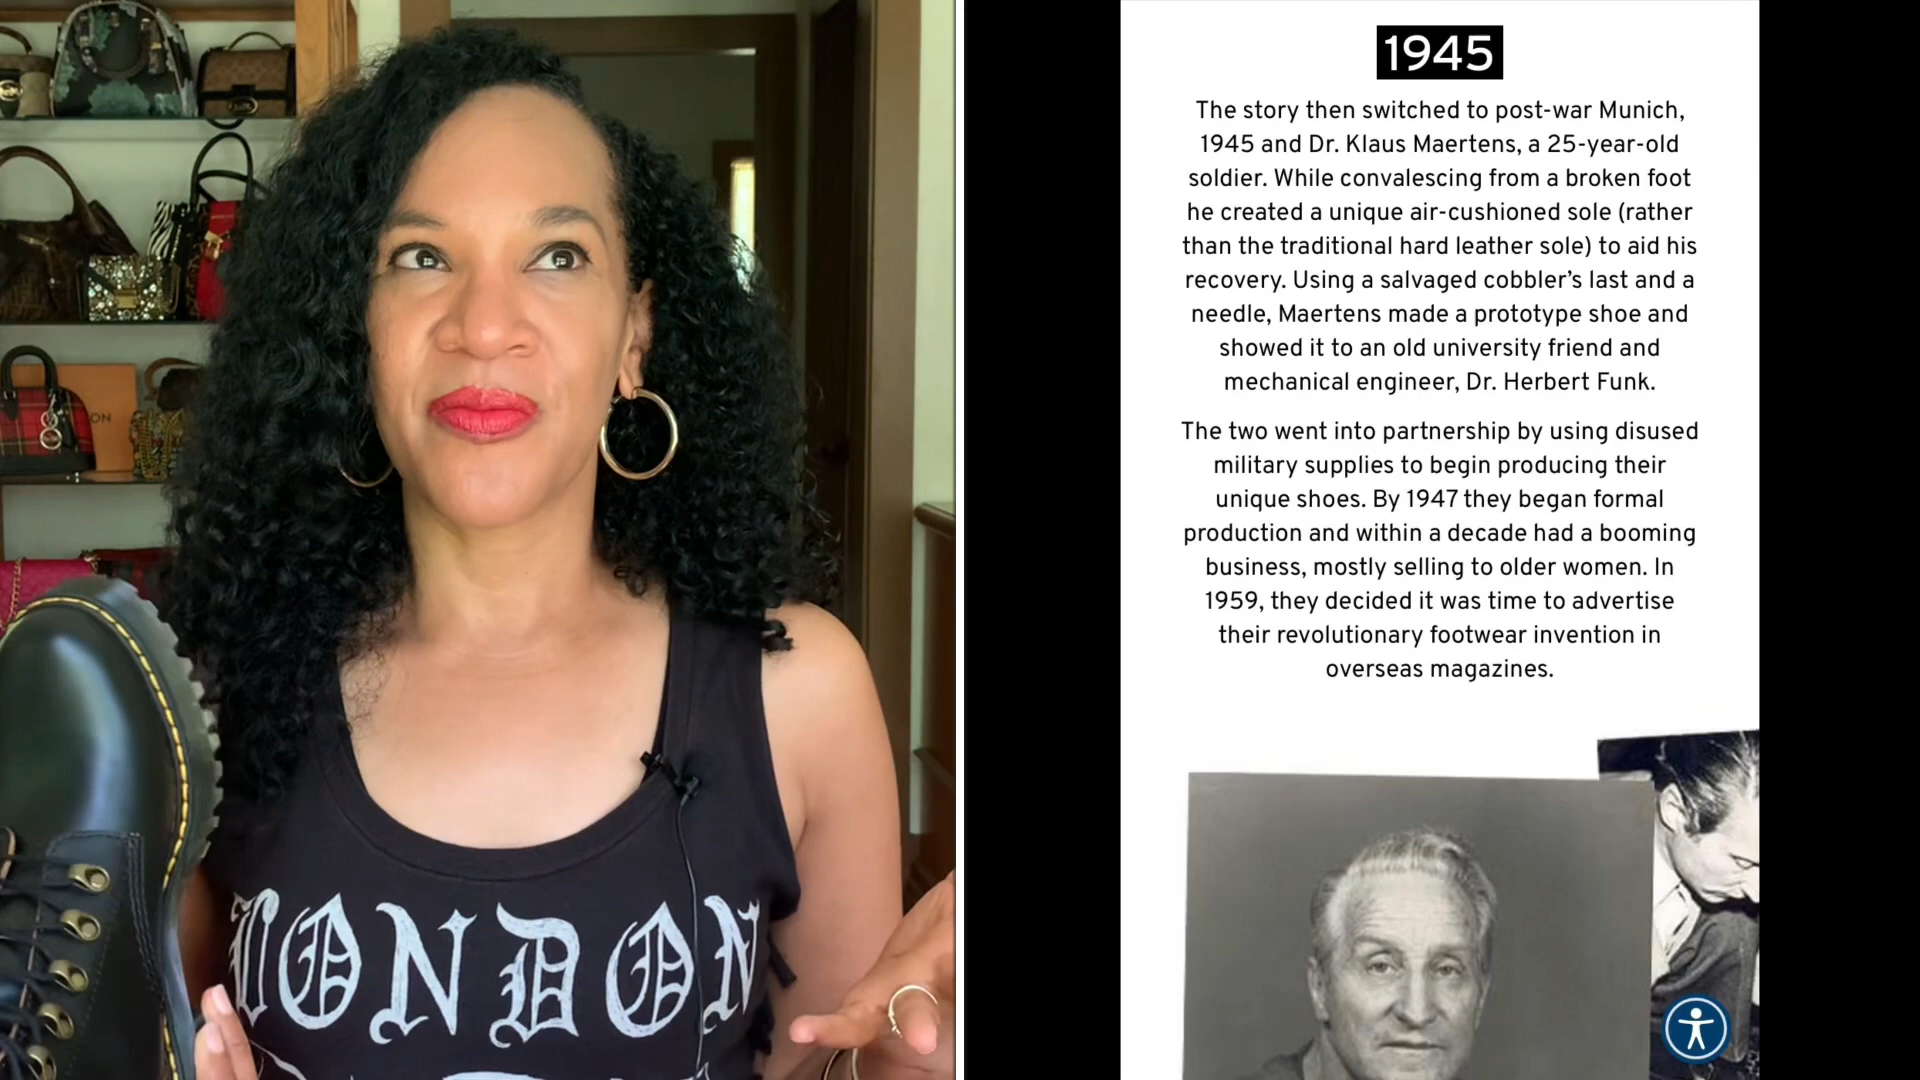 ON
LONDON
1945
The story then switched to post-war Munich,
1945 and Dr. Klaus Maertens, a 25-year-old
soldier. While convalescing from a broken foot
he created a unique air-cushioned sole (rather
than the traditional hard leather sole) to aid his
recovery. Using a salvaged cobbler’s last and a
needle, Maertens made a prototype shoe and
showed it to an old university friend and
mechanical engineer, Dr. Herbert Funk.
The two went into partnership by using disused
military supplies to begin producing their
unique shoes. By 1947 they began formal
production and within a decade had a booming
business, mostly selling to older women. In
1959, they decided it was time to advertise
their revolutionary footwear invention in
overseas magazines.